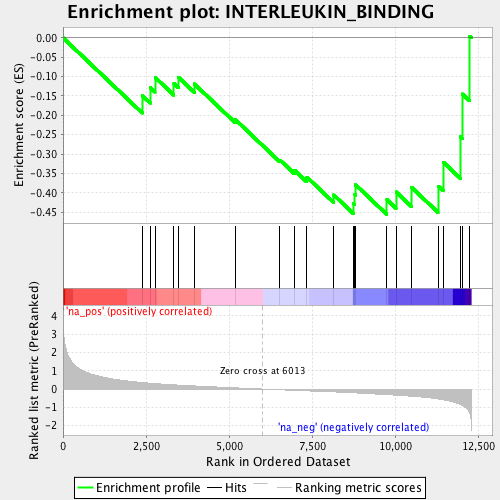 Enrichment plot: INTERLEUKIN_BINDING
Enrichment score (ES)
0.00
-0.05
-0.10
-0.15
-0.20
-0.25
-0.30
-0.35
-0.40
-0.45
'na_pos' (positively correlated)
Ranked list metric (PreRanked)
4
3
2
1
0
-1
-2
Zero cross at 6013
'na_neg' (negatively correlated)
0
2,500
5,000
7,500
10,000
12,500
Rank in Ordered Dataset
Enrichment profile
Hits
Ranking metric scores